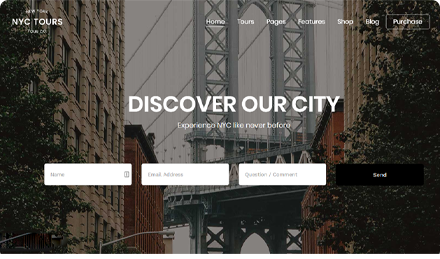 NEW YORK
NYC TOURS
TOUR CO
Home Tours Pages Features Shop Blog Purchase
DISCOVER OUR CITY
Experience NYC like never before
Name Email Address Question / Comment Send